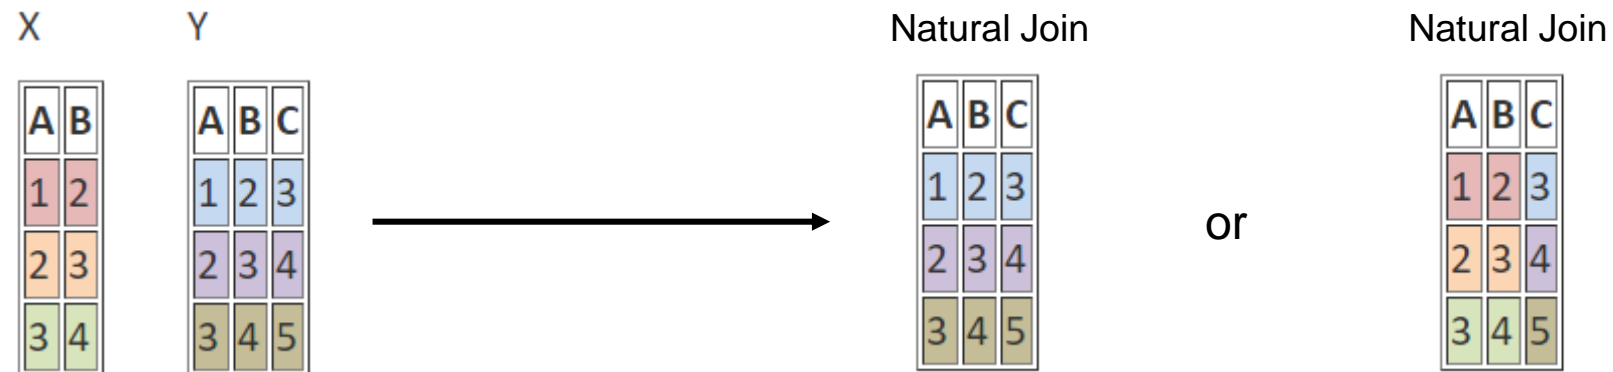 X Y Natural Join Natural Join
A B A B C A B C A B C
1 2 1 2 3 1 2 3 1 2 3
2 3 2 3 4 or 2 3 4 2 3 4
3 4 3 4 5 3 4 5 3 4 5